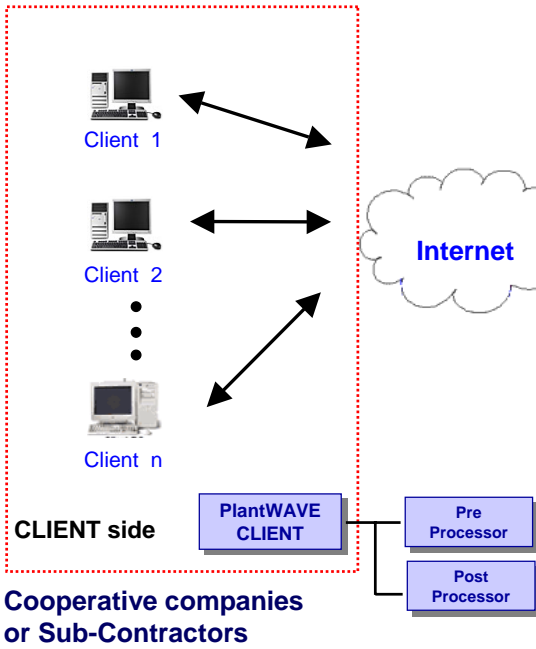 Client 1
Client 2
Client n
Internet
CLIENT side
PlantWAVE
CLIENT
Pre
Processor
Post
Processor
Cooperative companies
or Sub-Contractors